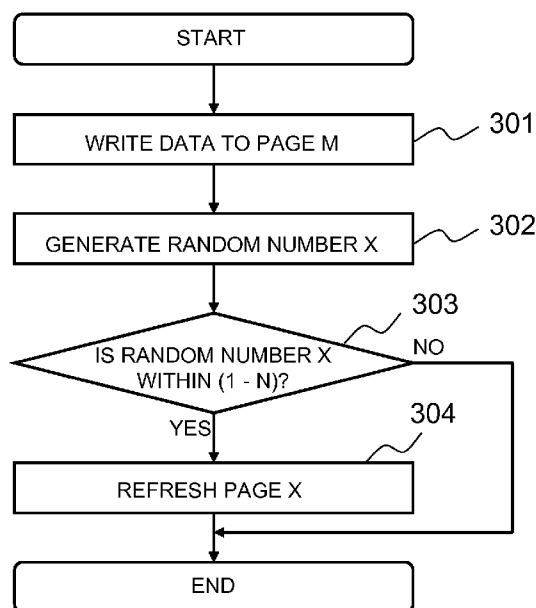 START
WRITE DATA TO PAGE M
301
GENERATE RANDOM NUMBER X
302
303
IS RANDOM NUMBER X
WITHIN (1 - N)?
NO
YES
304
REFRESH PAGE X
END